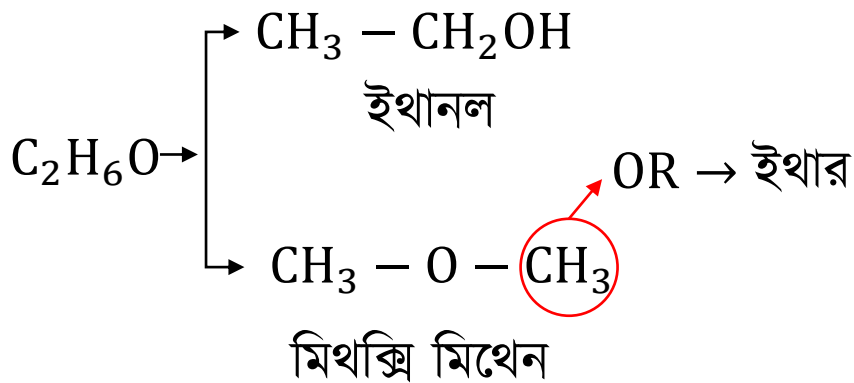 CH₃ − CH₂OH
ইথানল
C₂H₆O
OR → ইথার
CH₃ − O − CH₃
মিথক্সি মিথেন